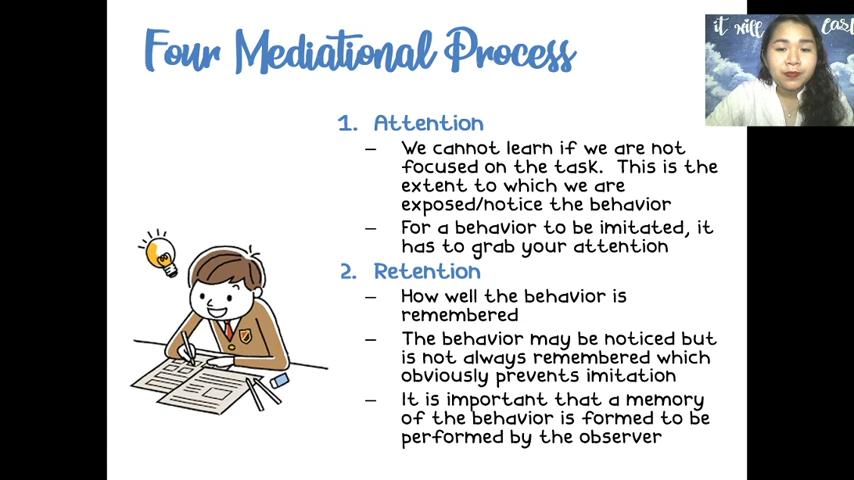 Four Mediational Process
it will
1. Attention
– We cannot learn if we are not
focused on the task. This is the
extent to which we are
exposed/notice the behavior
– For a behavior to be imitated, it
has to grab your attention
2. Retention
– How well the behavior is
remembered
– The behavior may be noticed but
is not always remembered which
obviously prevents imitation
– It is important that a memory
of the behavior is formed to be
performed by the observer